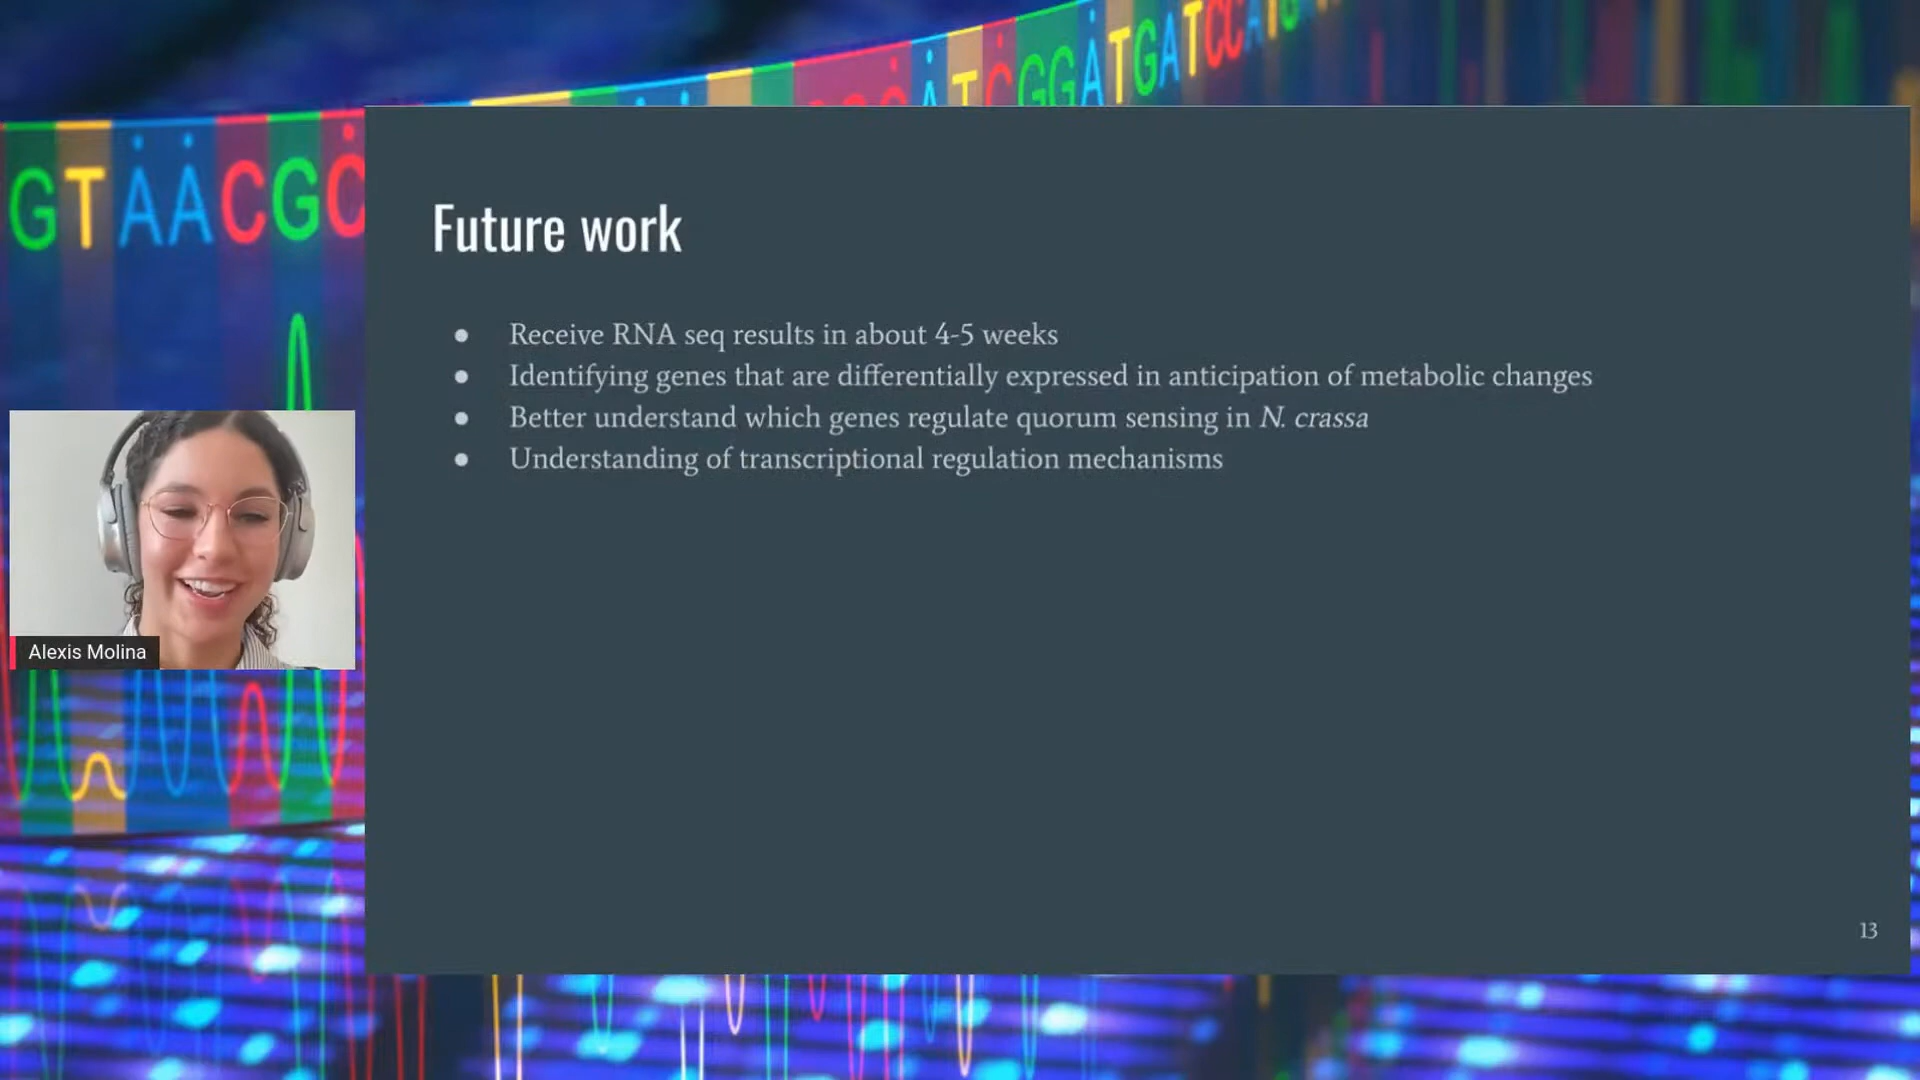 GTAACGC
ATCGGATGATCCATG
Future work
Receive RNA seq results in about 4-5 weeks
Identifying genes that are differentially expressed in anticipation of metabolic changes
Better understand which genes regulate quorum sensing in N. crassa
Understanding of transcriptional regulation mechanisms
Alexis Molina
13